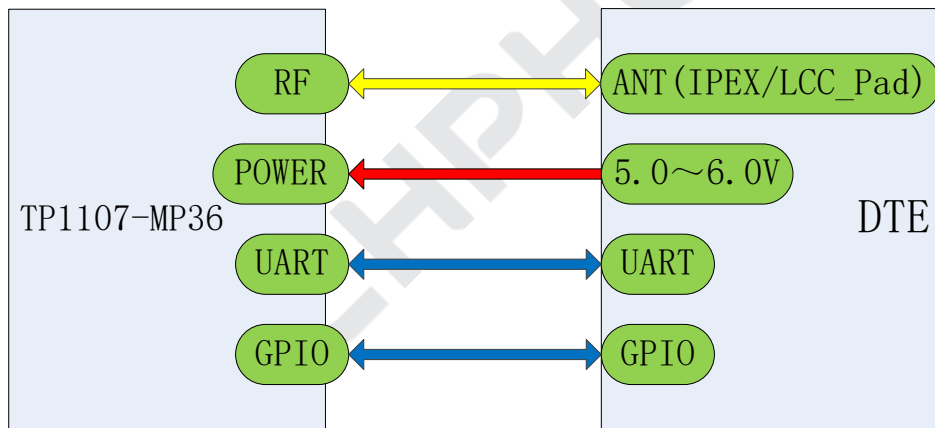 RF
ANT(IPEX/LCC_Pad)
POWER
5.0～6.0V
TP1107-MP36
DTE
UART
UART
GPIO
GPIO